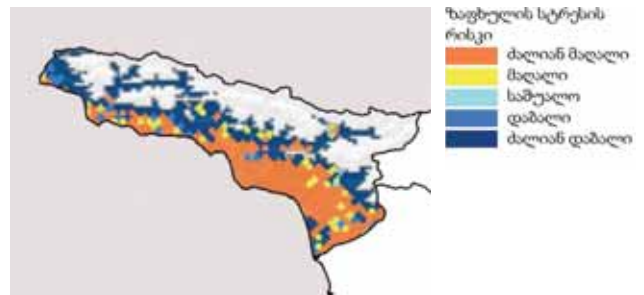 ზაფხულის სტრესის
რისკი
ძალიან მაღალი
მაღალი
საშუალო
დაბალი
ძალიან დაბალი